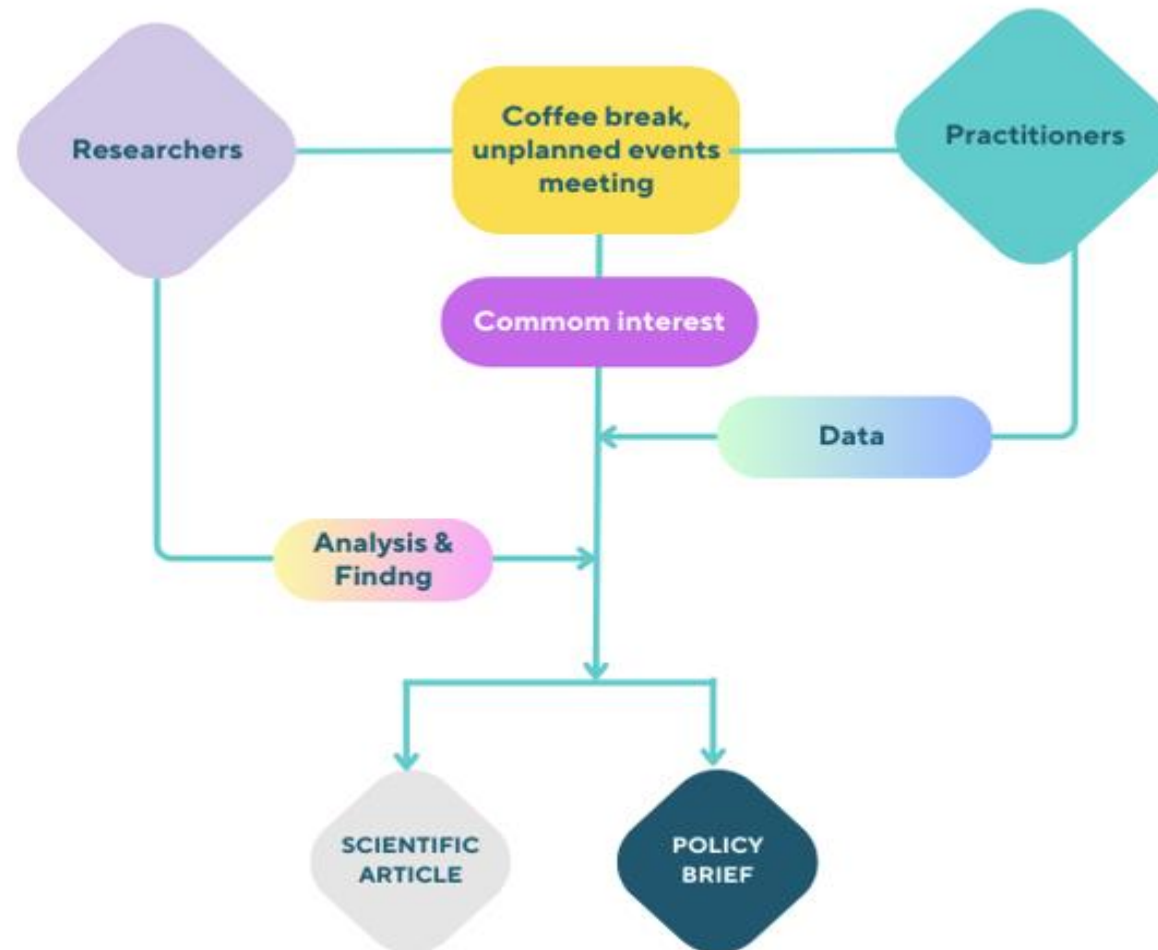 Researchers
Coffee break,
unplanned events
meeting
Practitioners
Commom interest
Data
Analysis &
Findng
SCIENTIFIC
ARTICLE
POLICY
BRIEF